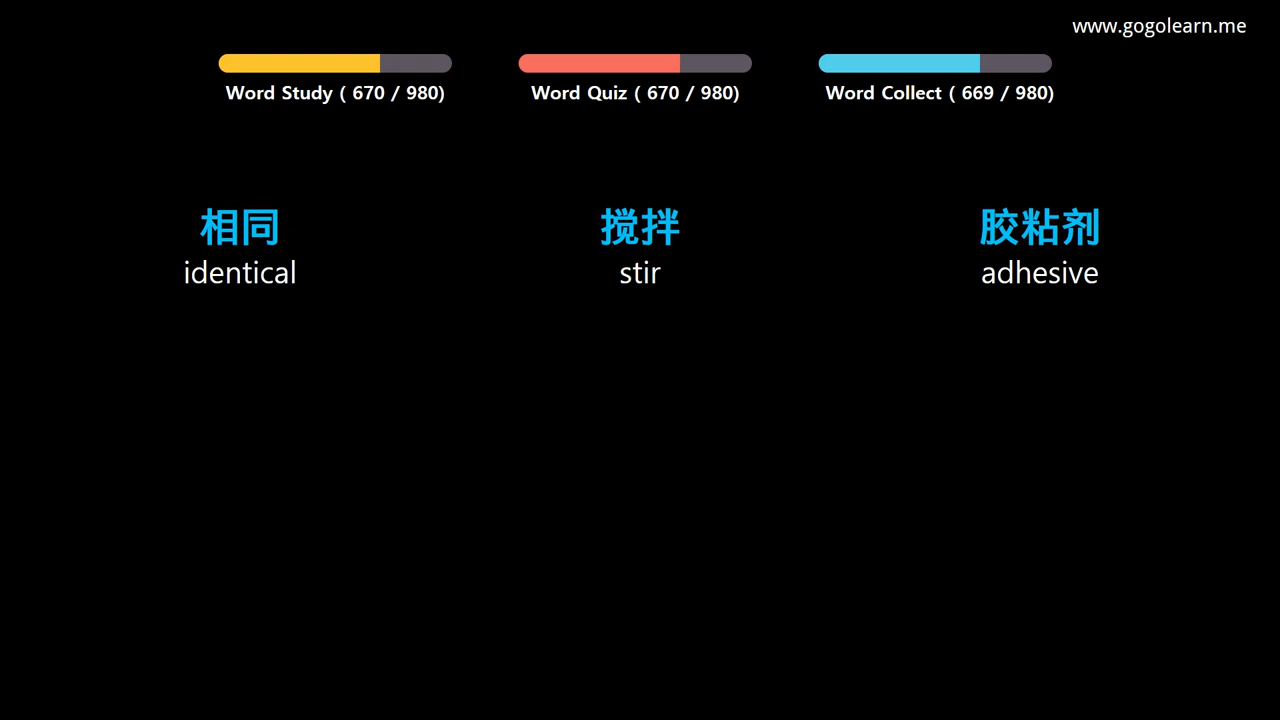 www.gogolearn.me
Word Study ( 670 / 980)
Word Quiz ( 670 / 980)
Word Collect ( 669 / 980)
相同
identical
搅拌
stir
胶粘剂
adhesive